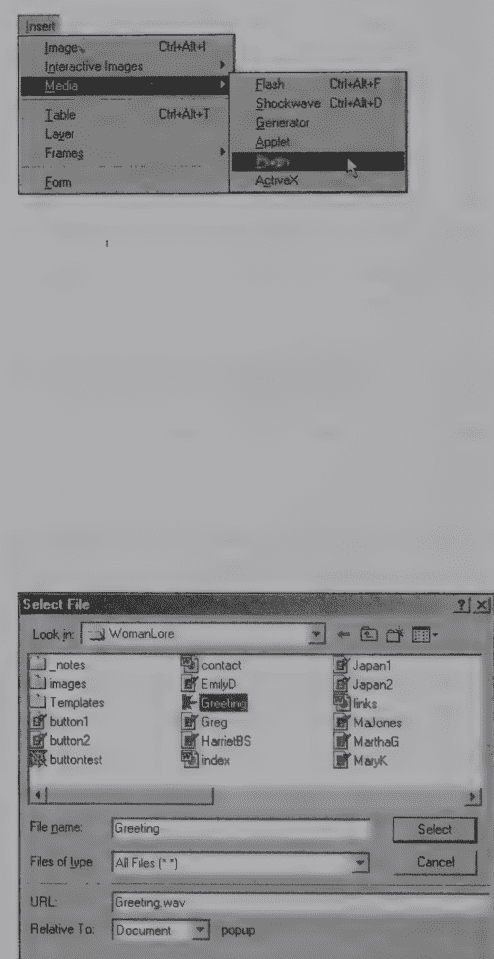 Insert
Image Ctrl+Alt+I
Interactive Images
Media
Table Ctrl+Alt+T
Layer
Frames
Form
Flash Ctrl+Alt+F
Shockwave Ctrl+Alt+D
Generator
Applet
Plugin
ActiveX
Select File
Look in: WomanLore
_notes
images
Templates
button1
button2
buttontest
contact
EmilyD
Greeting
Greg
HarrietBS
index
Japan1
Japan2
links
MaJones
MarthaG
MaryK
File name: Greeting Select
Files of type All Files (*.*) Cancel
URL: Greeting.wav
Relative To: Document popup